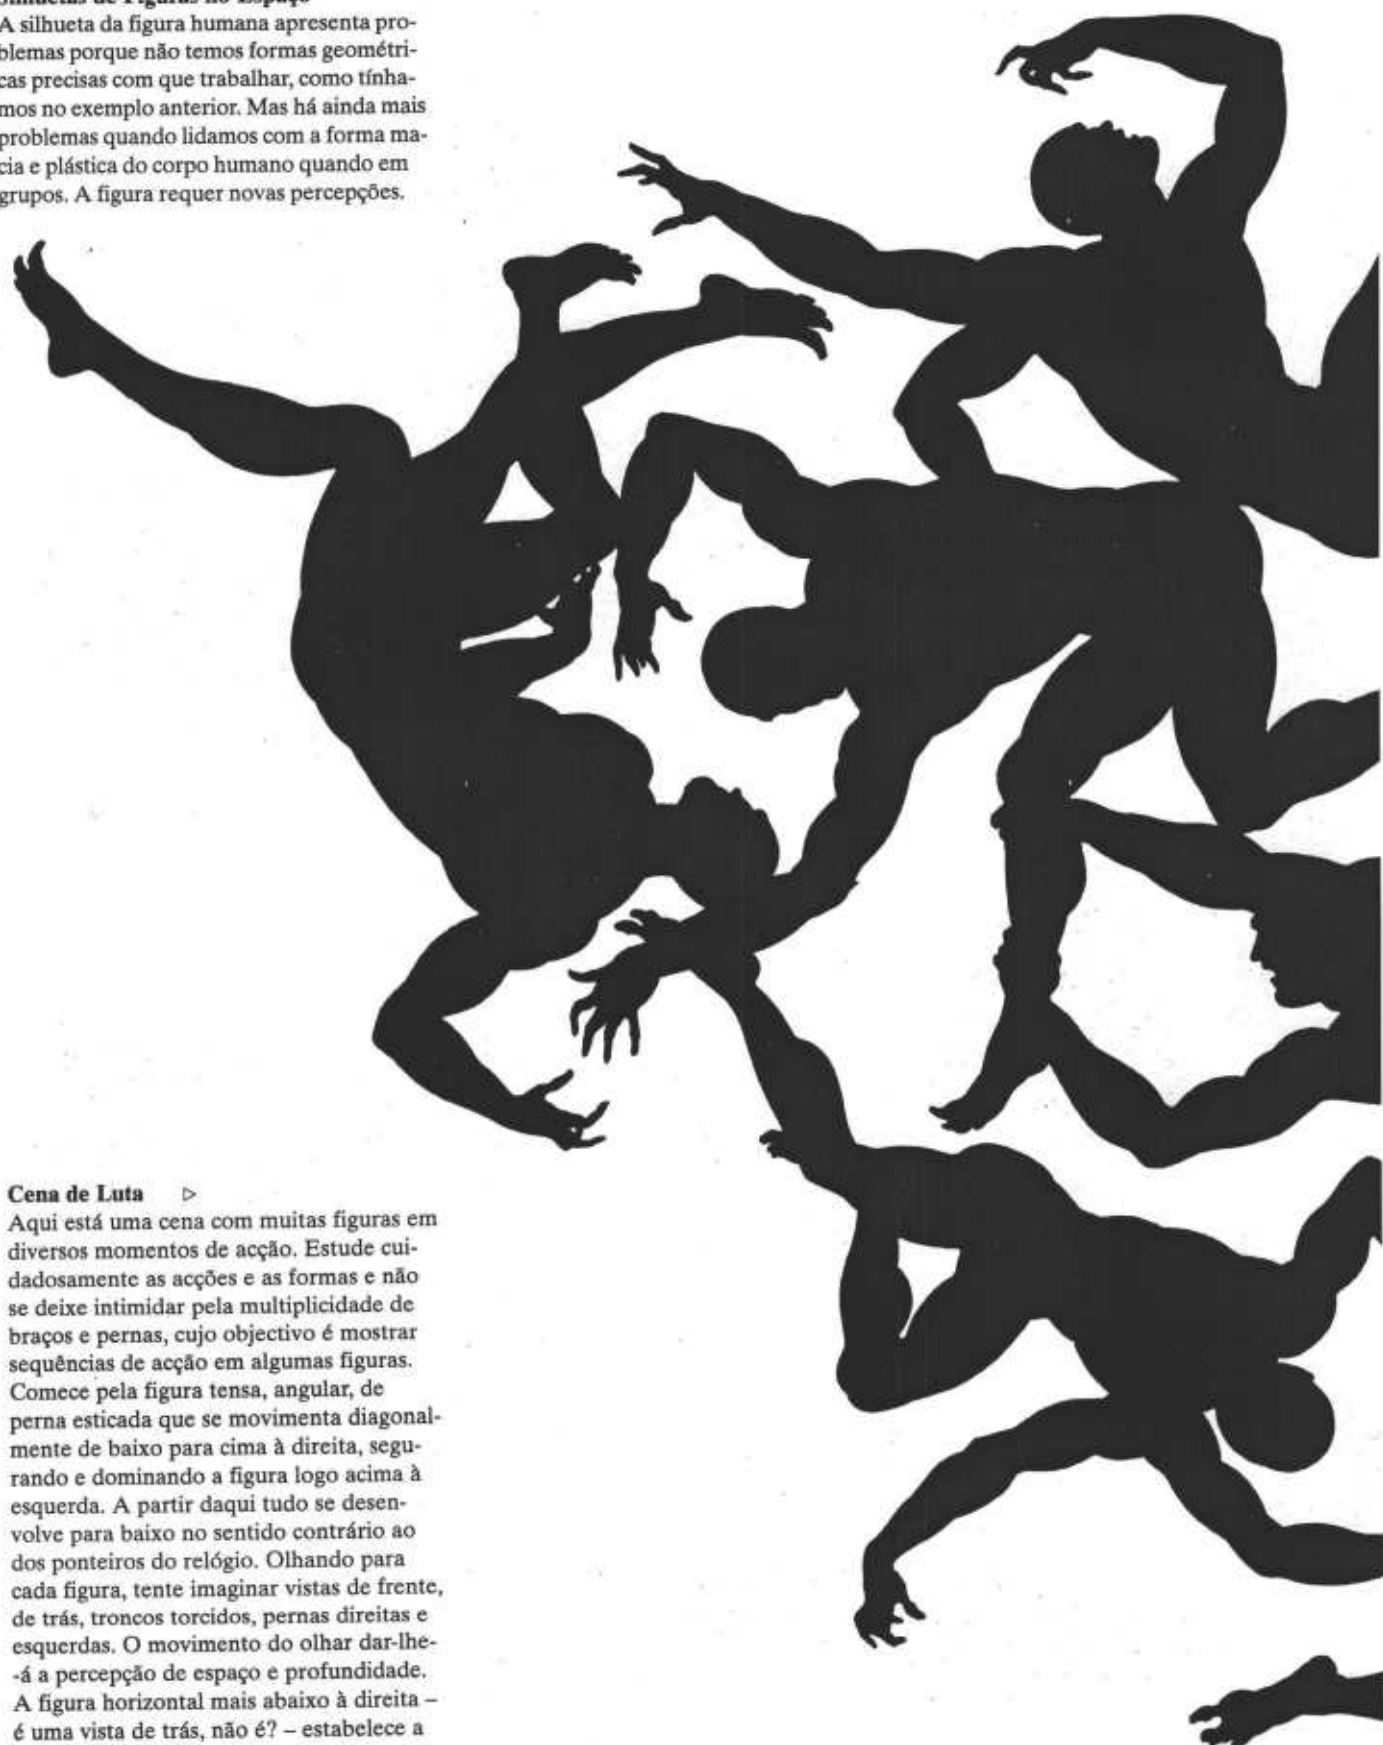 Silhuetas de Figuras no Espaço
A silhueta da figura humana apresenta pro-
blemas porque não temos formas geométri-
cas precisas com que trabalhar, como tínha-
mos no exemplo anterior. Mas há ainda mais
problemas quando lidamos com a forma ma-
cia e plástica do corpo humano quando em
grupos. A figura requer novas percepções.
Cena de Luta ▷
Aqui está uma cena com muitas figuras em
diversos momentos de acção. Estude cui-
dadosamente as acções e as formas e não
se deixe intimidar pela multiplicidade de
braços e pernas, cujo objectivo é mostrar
sequências de acção em algumas figuras.
Comece pela figura tensa, angular, de
perna esticada que se movimenta diagonal-
mente de baixo para cima à direita, segu-
rando e dominando a figura logo acima à
esquerda. A partir daqui tudo se desen-
volve para baixo no sentido contrário ao
dos ponteiros do relógio. Olhando para
cada figura, tente imaginar vistas de frente,
de trás, troncos torcidos, pernas direitas e
esquerdas. O movimento do olhar dar-lhe-
-á a percepção de espaço e profundidade.
A figura horizontal mais abaixo à direita –
é uma vista de trás, não é? – estabelece a